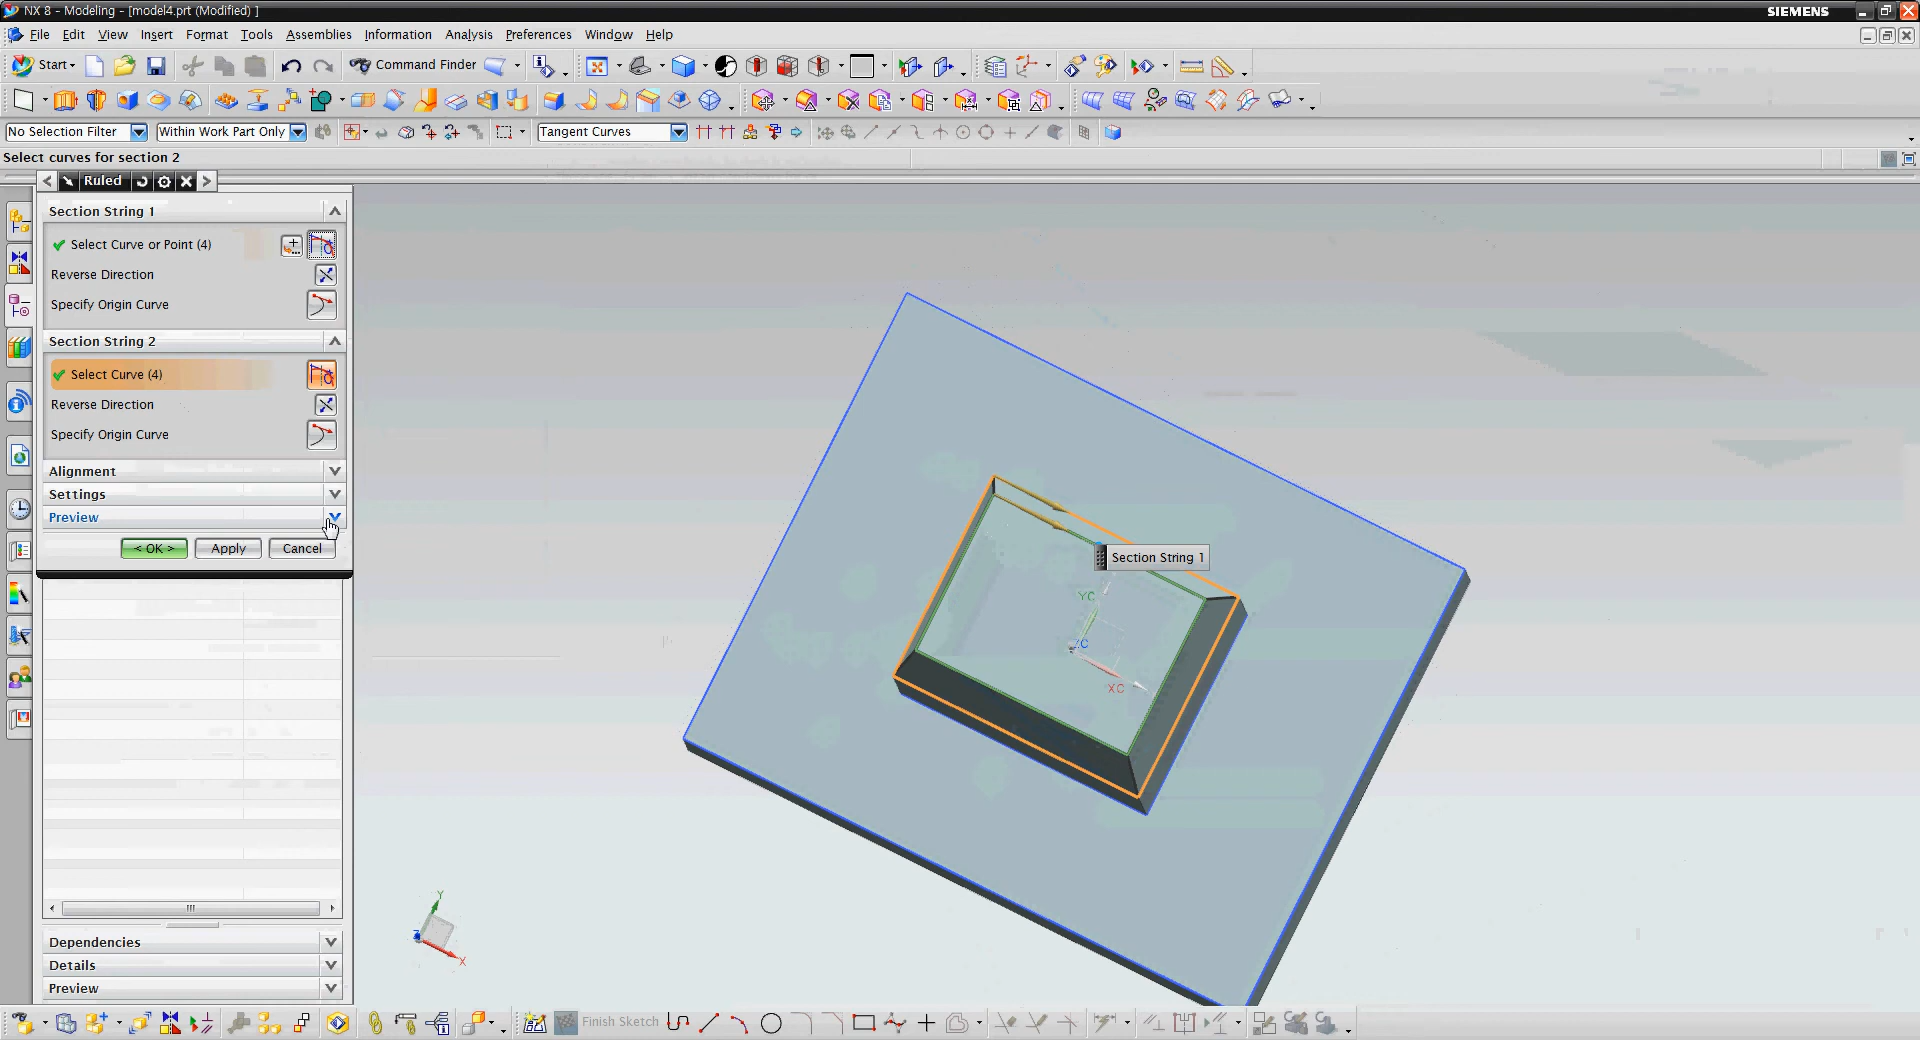 NX 8 - Modeling - [model4.prt (Modified) ]
SIEMENS
File Edit View Insert Format Tools Assemblies Information Analysis Preferences Window Help
Start Command Finder
No Selection Filter Within Work Part Only Tangent Curves
Select curves for section 2
Ruled
Section String 1
Select Curve or Point (4)
Reverse Direction
Specify Origin Curve
Section String 2
Select Curve (4)
Reverse Direction
Specify Origin Curve
Alignment
Settings
Preview
< OK > Apply Cancel
Section String 1
YC
XC
Y
X
Dependencies
Details
Preview
Finish Sketch